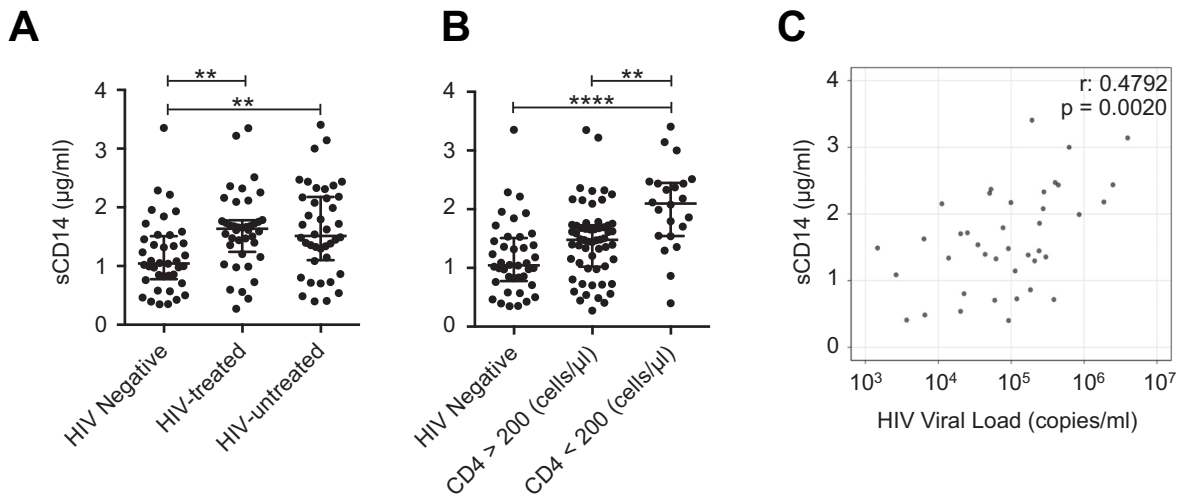 A
**
**
4
3
2
1
0
sCD14 (µg/ml)
HIV Negative
HIV-treated
HIV-untreated
B
**
****
4
3
2
1
0
HIV Negative
CD4 > 200 (cells/µl)
CD4 < 200 (cells/µl)
C
r: 0.4792
p = 0.0020
4
3
2
1
0
sCD14 (µg/ml)
10³ 10⁴ 10⁵ 10⁶ 10⁷
HIV Viral Load (copies/ml)